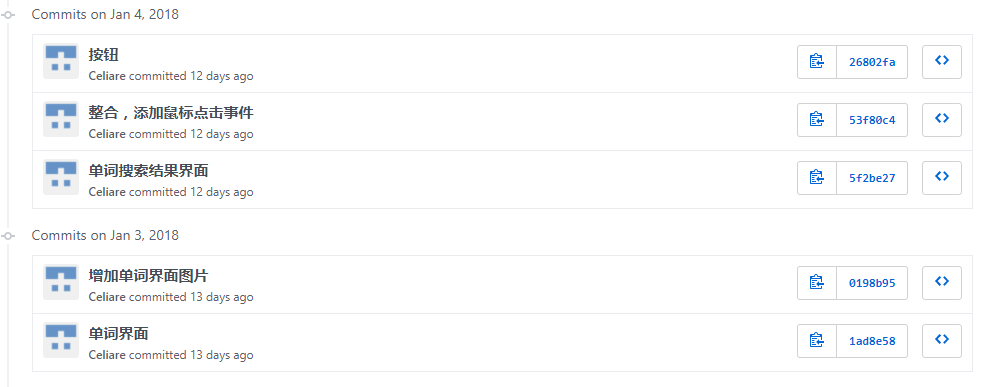 Commits on Jan 4, 2018
按钮
Celiare committed 12 days ago
26802fa
整合，添加鼠标点击事件
Celiare committed 12 days ago
53f80c4
单词搜索结果界面
Celiare committed 12 days ago
5f2be27
Commits on Jan 3, 2018
增加单词界面图片
Celiare committed 13 days ago
0198b95
单词界面
Celiare committed 13 days ago
1ad8e58